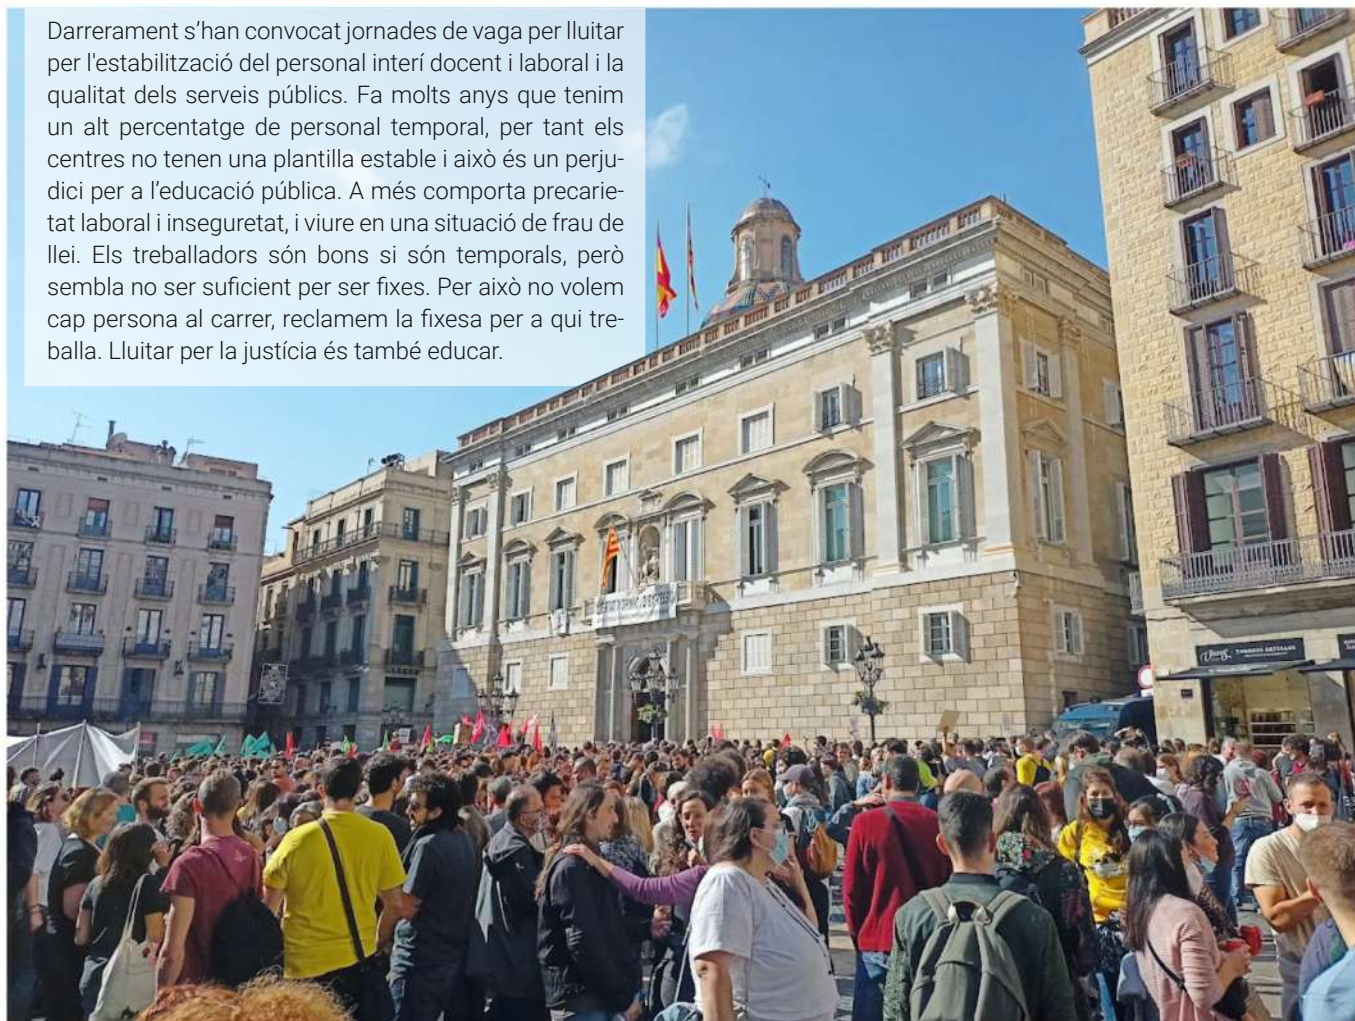 Darrerament s’han convocat jornades de vaga per lluitar
per l'estabilització del personal interí docent i laboral i la
qualitat dels serveis públics. Fa molts anys que tenim
un alt percentatge de personal temporal, per tant els
centres no tenen una plantilla estable i això és un perju-
dici per a l’educació pública. A més comporta precarie-
tat laboral i inseguretat, i viure en una situació de frau de
llei. Els treballadors són bons si són temporals, però
sembla no ser suficient per ser fixes. Per això no volem
cap persona al carrer, reclamem la fixesa per a qui tre-
balla. Lluitar per la justícia és també educar.